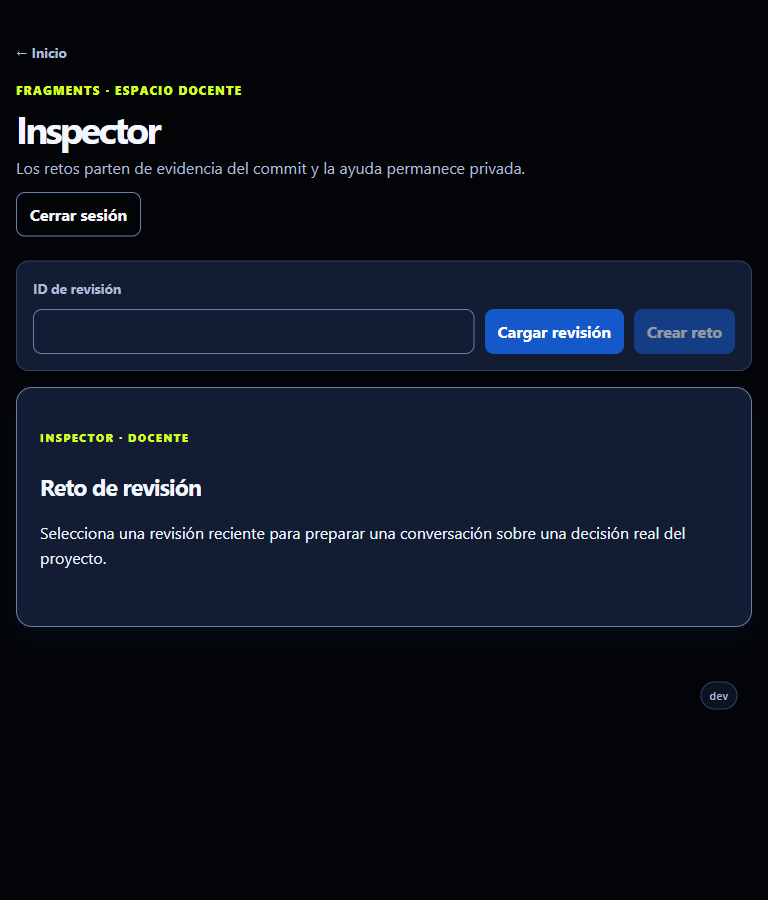 ← Inicio
FRAGMENTS · ESPACIO DOCENTE
Inspector
Los retos parten de evidencia del commit y la ayuda permanece privada.
Cerrar sesión
ID de revisión
Cargar revisión
Crear reto
INSPECTOR · DOCENTE
Reto de revisión
Selecciona una revisión reciente para preparar una conversación sobre una decisión real del
proyecto.
dev